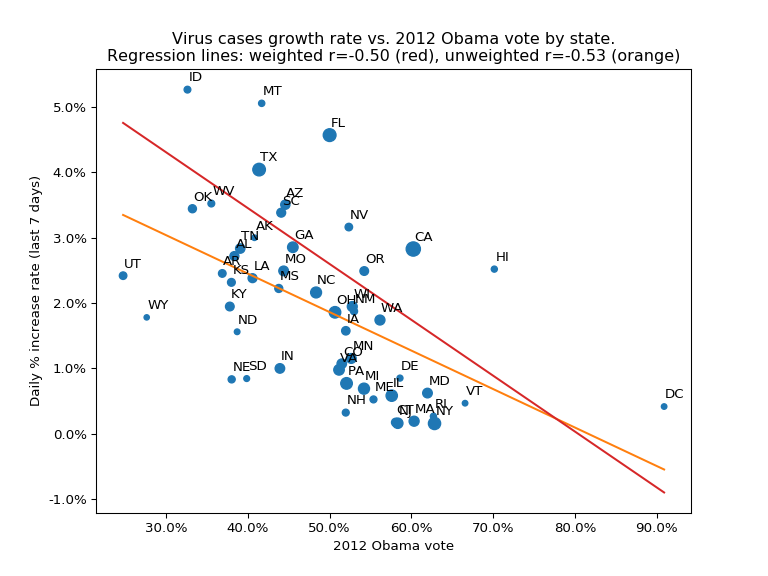 Virus cases growth rate vs. 2012 Obama vote by state.
Regression lines: weighted r=-0.50 (red), unweighted r=-0.53 (orange)
Daily % increase rate (last 7 days)
5.0%
4.0%
3.0%
2.0%
1.0%
0.0%
-1.0%
ID
MT
FL
TX
OK
WV
AZ
SC
NV
AK
TN
GA
CA
AL
HI
AR
LA
MO
OR
UT
KS
MS
KY
NC
WY
OH
WI
NM
WA
ND
IA
MN
CO
VA
IN
NE
SD
PA
MI
DE
MD
ME
IL
VT
DC
NH
CT
NJ
MA
RI
NY
30.0%
40.0%
50.0%
60.0%
70.0%
80.0%
90.0%
2012 Obama vote